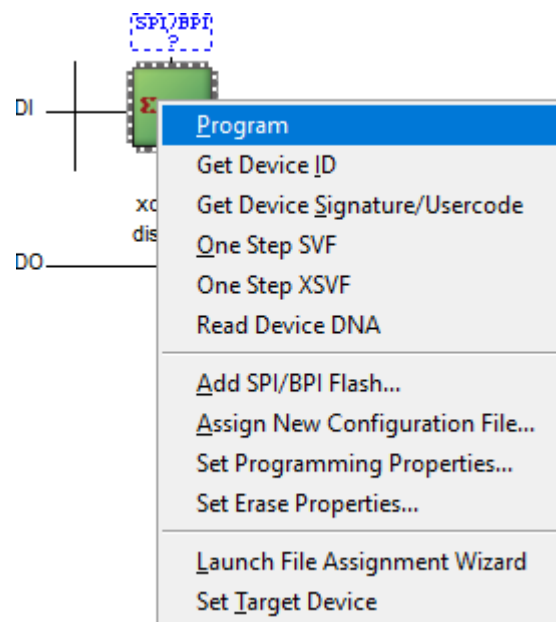 SPI/BPI
?
DI
Program
Get Device ID
Get Device Signature/Usercode
One Step SVF
One Step XSVF
Read Device DNA
xc
dis
DO
Add SPI/BPI Flash...
Assign New Configuration File...
Set Programming Properties...
Set Erase Properties...
Launch File Assignment Wizard
Set Target Device